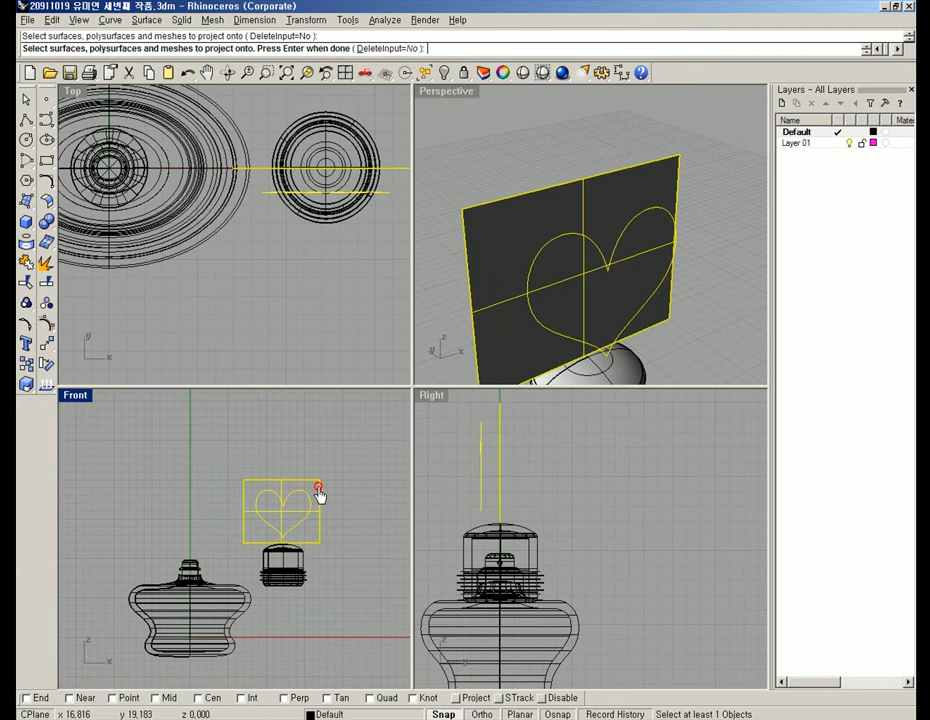 20911019 유미연 세번째 작품.3dm - Rhinoceros (Corporate)
File Edit View Curve Surface Solid Mesh Dimension Transform Tools Analyze Render Help
Select surfaces, polysurfaces and meshes to project onto ( DeleteInput=No ):
Select surfaces, polysurfaces and meshes to project onto. Press Enter when done ( DeleteInput=No ):
Top
Perspective
Layers - All Layers
Name Mate
Default
Layer 01
y
x
z
y
x
Front
Right
z
x
z
y
End Near Point Mid Cen Int Perp Tan Quad Knot Project STrack Disable
CPlane x 16,816 y 19,183 z 0,000 Default Snap Ortho Planar Osnap Record History Select at least 1 Objects